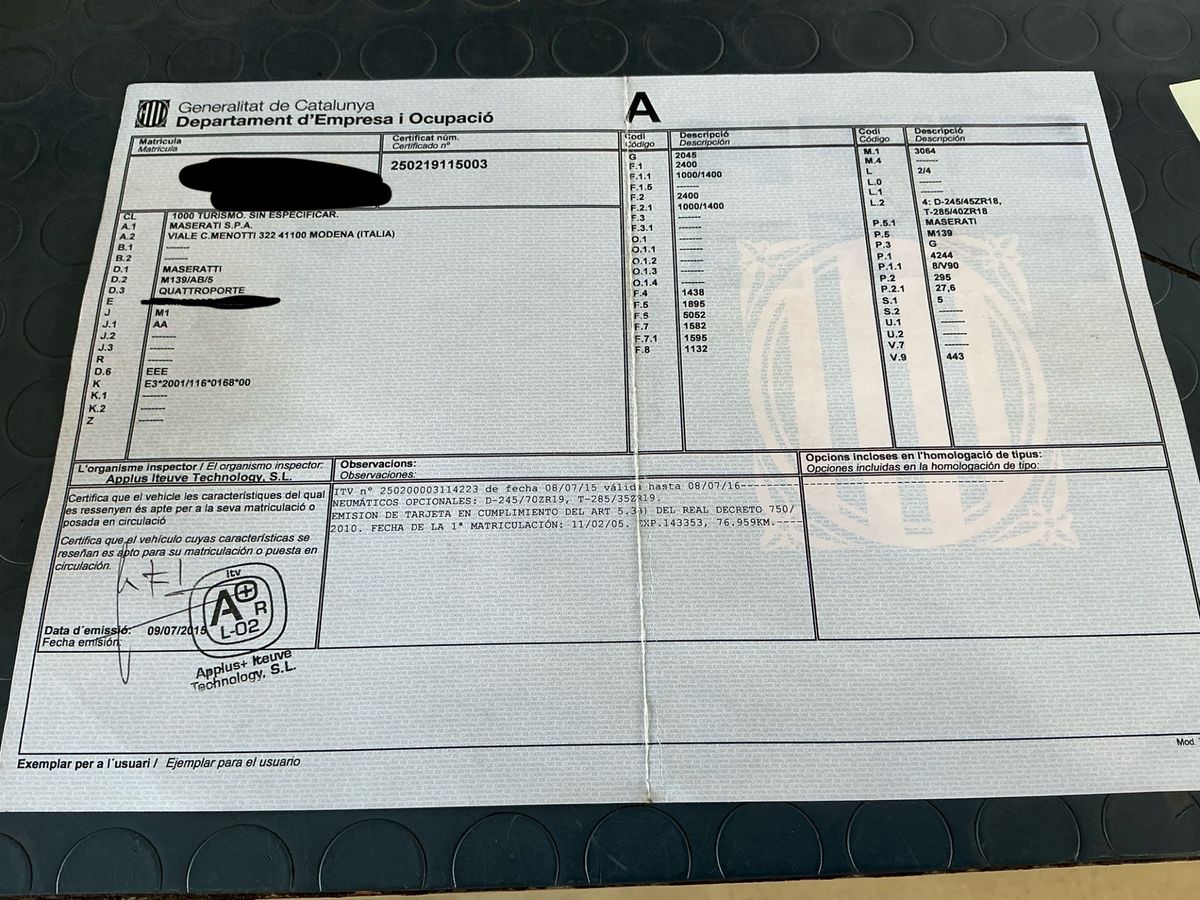 Generalitat de Catalunya
Departament d'Empresa i Ocupació
A
Matrícula
Matrícula
Certificat núm.
Certificado nº
250219115003
CL 1000 TURISMO. SIN ESPECIFICAR.
A.1 MASERATI S.P.A.
A.2 VIALE C.MENOTTI 322 41100 MODENA (ITALIA)
B.1 -------
B.2 -------
D.1 MASERATTI
D.2 M139/AB/5
D.3 QUATTROPORTE
E
J M1
J.1 AA
J.2 -------
J.3 -------
R -------
D.6 EEE
K E3*2001/116*0168*00
K.1 -------
K.2 -------
Z -------
Codi Descripció
Código Descripción
G 2045
F.1 2400
F.1.1 1000/1400
F.1.5 -------
F.2 2400
F.2.1 1000/1400
F.3 -------
F.3.1 -------
O.1 -------
O.1.1 -------
O.1.2 -------
O.1.3 -------
O.1.4 -------
F.4 1438
F.5 1895
F.6 5052
F.7 1582
F.7.1 1595
F.8 1132
Codi Descripció
Código Descripción
M.1 3064
M.4 -------
L 2/4
L.0 -------
L.1 -------
L.2 4: D-245/45ZR18,
T-285/40ZR18
P.5.1 MASERATI
P.5 M139
P.3 G
P.1 4244
P.1.1 8/V90
P.2 295
P.2.1 27,6
S.1 5
S.2 -------
U.1 -------
U.2 -------
V.7 -------
V.9 443
L'organisme inspector / El organismo inspector:
Applus Iteuve Technology, S.L.
Certifica que el vehicle les característiques del qual
es ressenyen és apte per a la seva matriculació o
posada en circulació
Certifica que el vehículo cuyas características se
reseñan es apto para su matriculación o puesta en
circulación.
Data d´emissió: 09/07/2015
Fecha emisión:
itv
A+
R
L-02
Applus+ Iteuve
Technology, S.L.
Observacions:
Observaciones:
ITV nº 250200003114223 de fecha 08/07/15 válida hasta 08/07/16
NEUMÁTICOS OPCIONALES: D-245/70ZR19, T-285/35ZR19.
EMISION DE TARJETA EN CUMPLIMIENTO DEL ART 5.3b) DEL REAL DECRETO 750/
2010. FECHA DE LA 1ª MATRICULACIÓN: 11/02/05. EXP.143353, 76.959KM.
Opcions incloses en l'homologació de tipus:
Opciones incluidas en la homologación de tipo:
Exemplar per a l´usuari / Ejemplar para el usuario
Mod.